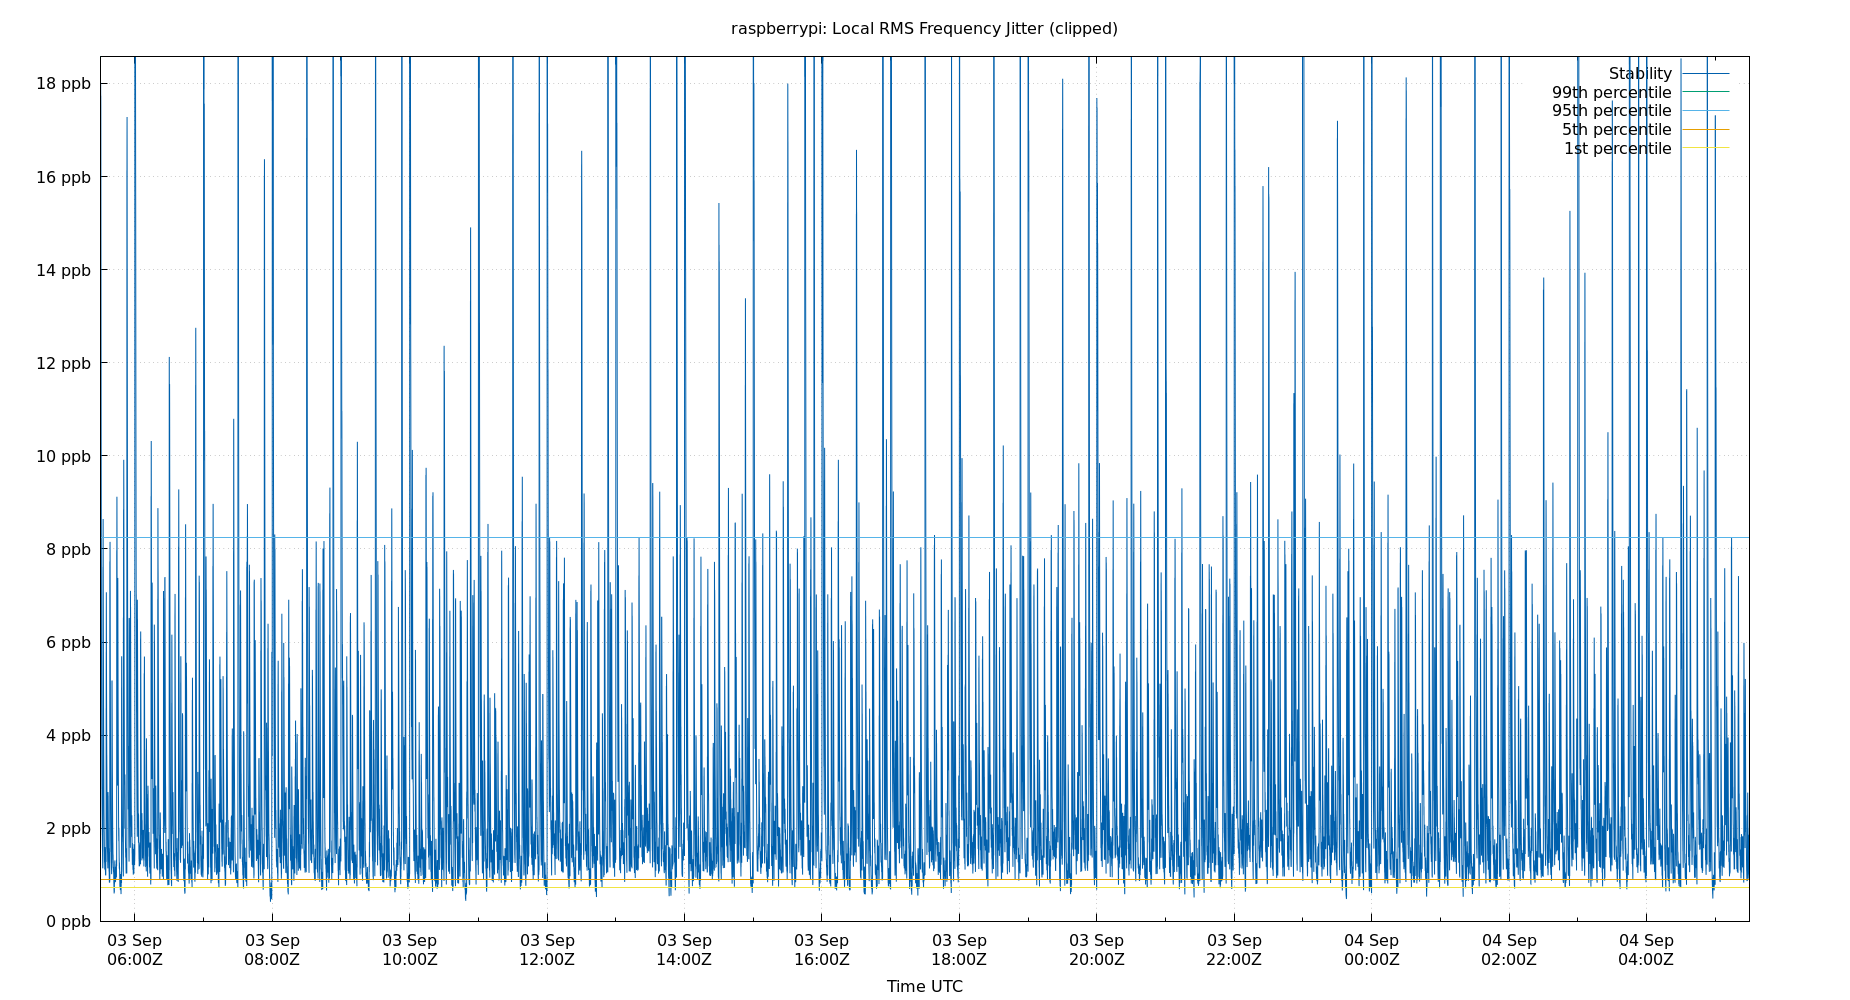 raspberrypi: Local RMS Frequency Jitter (clipped)
18 ppb
16 ppb
14 ppb
12 ppb
10 ppb
8 ppb
6 ppb
4 ppb
2 ppb
0 ppb
Stability
99th percentile
95th percentile
5th percentile
1st percentile
03 Sep
06:00Z
03 Sep
08:00Z
03 Sep
10:00Z
03 Sep
12:00Z
03 Sep
14:00Z
03 Sep
16:00Z
03 Sep
18:00Z
03 Sep
20:00Z
03 Sep
22:00Z
04 Sep
00:00Z
04 Sep
02:00Z
04 Sep
04:00Z
Time UTC